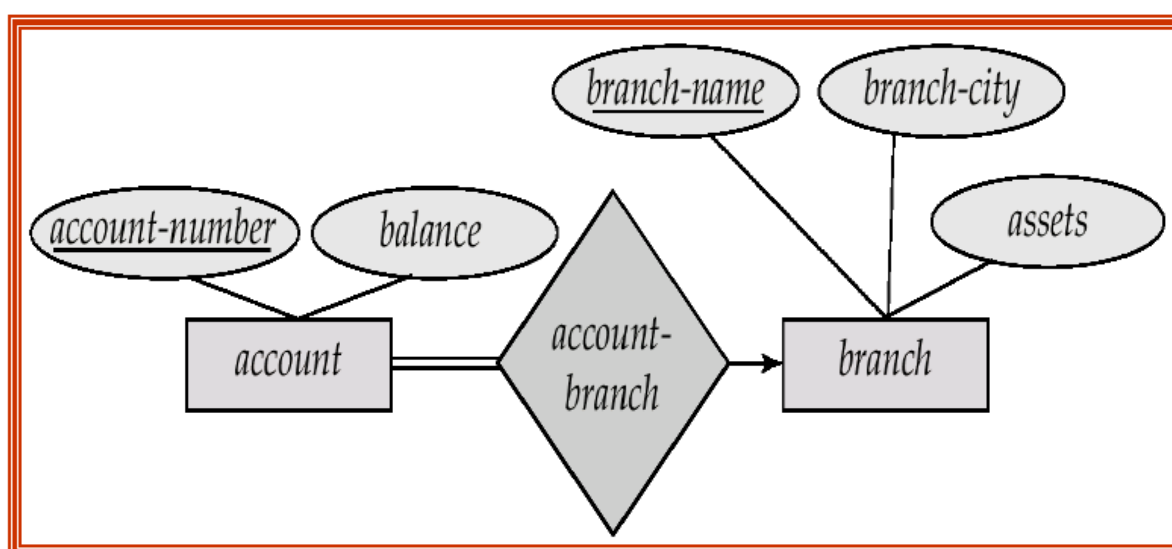 branch-name
branch-city
account-number
balance
assets
account
account-
branch
branch